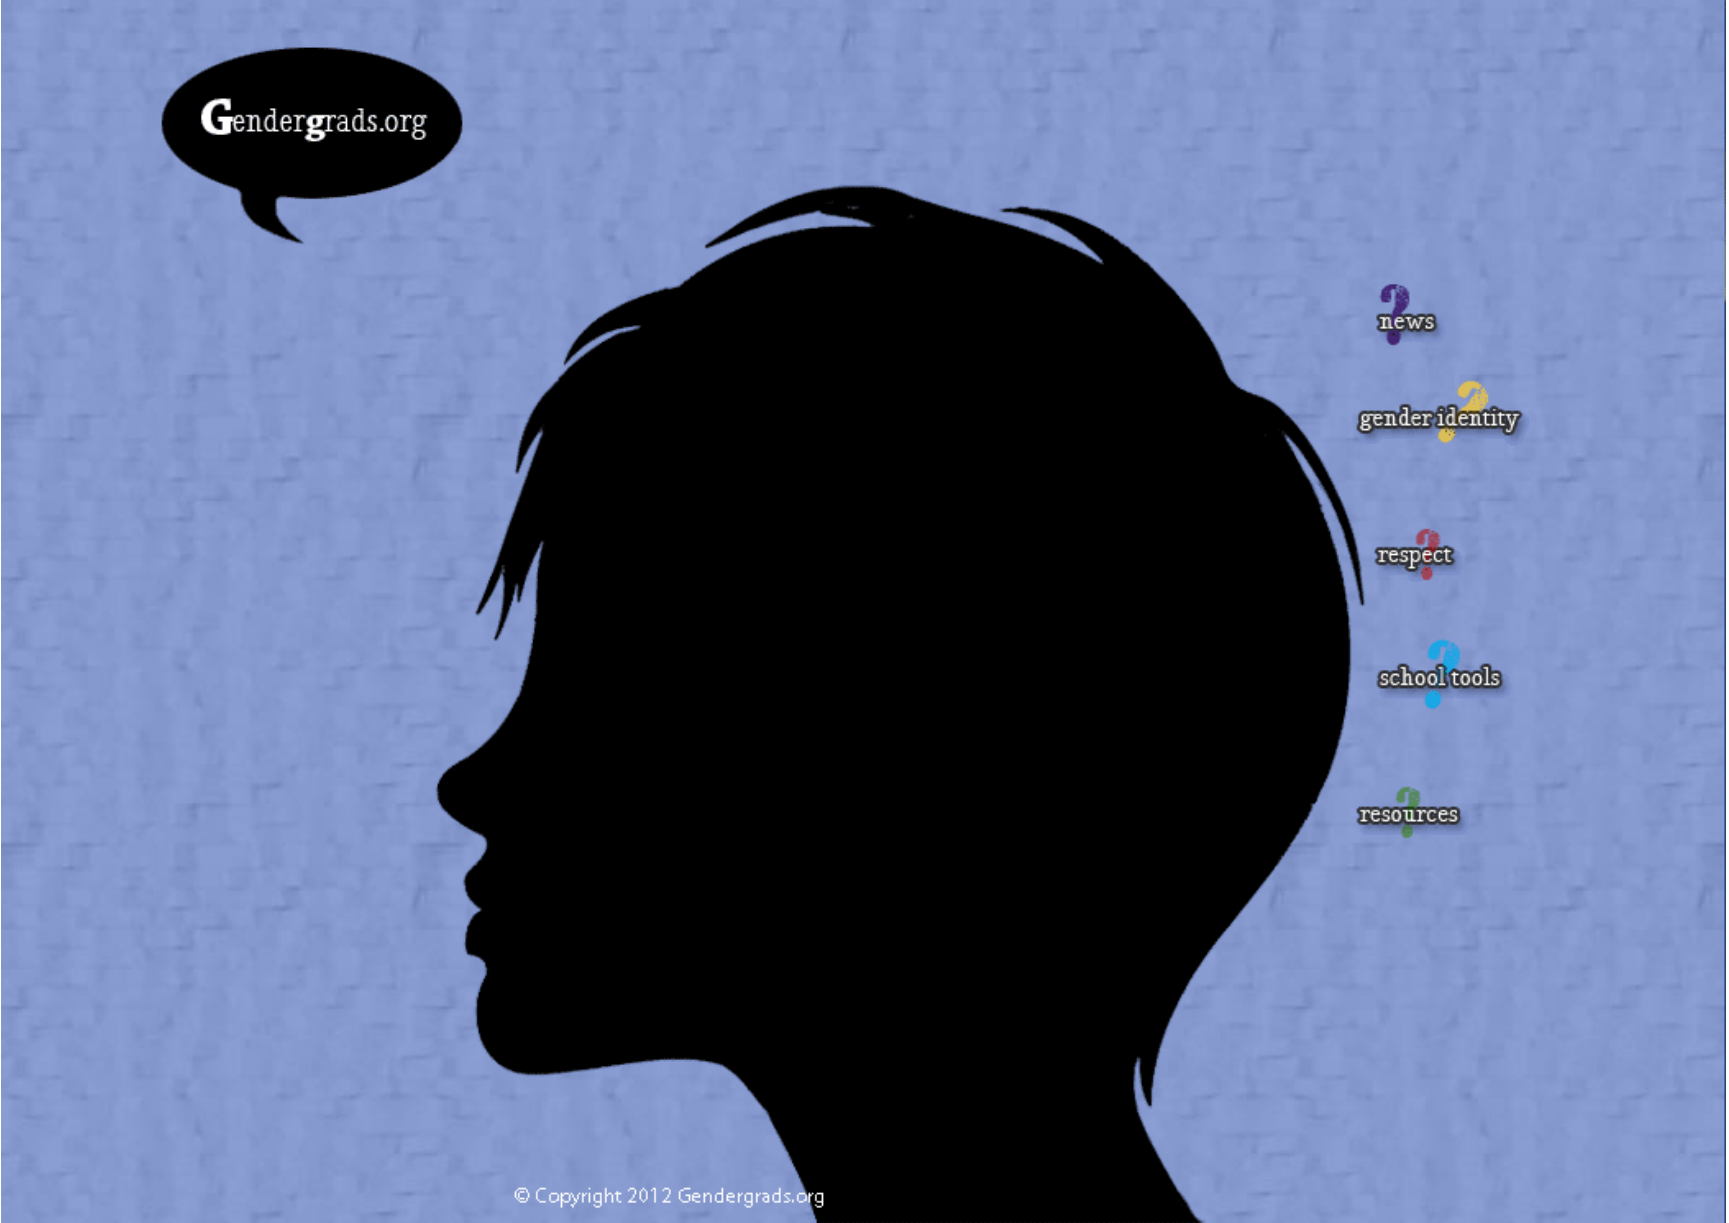 Gendergrads.org
news
gender identity
respect
school tools
resources
© Copyright 2012 Gendergrads.org